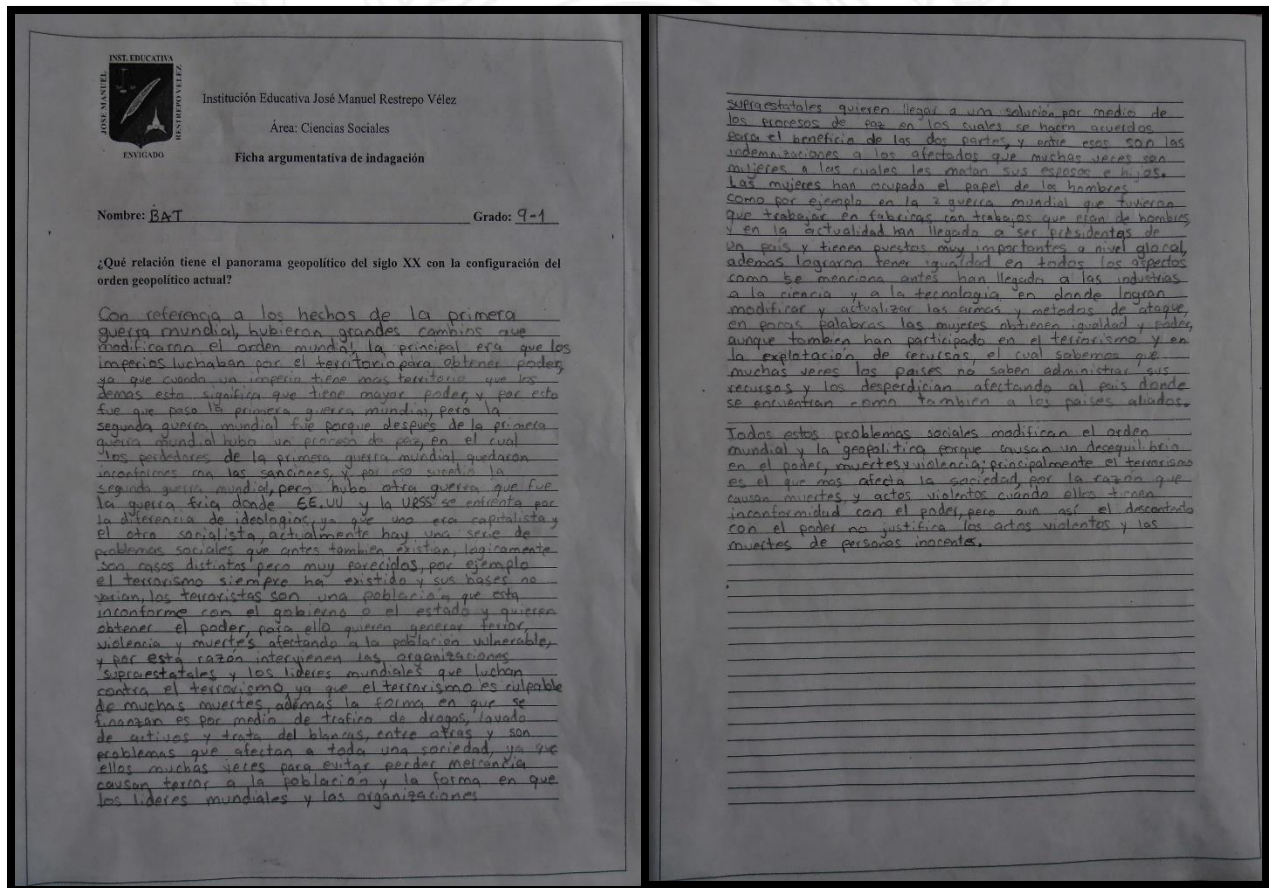 INST. EDUCATIVA
JOSE MANUEL
RESTREPO VELEZ
ENVIGADO
Institución Educativa José Manuel Restrepo Vélez
Área: Ciencias Sociales
Ficha argumentativa de indagación
Nombre: BAT Grado: 9-1
¿Qué relación tiene el panorama geopolítico del siglo XX con la configuración del
orden geopolítico actual?
Con referencia a los hechos de la primera
guerra mundial, hubieron grandes cambios que
modificaron el orden mundial, la principal era que los
imperios luchaban por el territorio para obtener poder,
ya que cuando un imperio tiene mas territorio que los
demas esto significa que tiene mayor poder, y por esto
fue que paso la primera guerra mundial, pero la
segunda guerra mundial fue porque después de la primera
guerra mundial hubo un proceso de paz, en el cual
los perdedores de la primera guerra mundial quedaron
inconformes con las sanciones, y por eso sucedio la
segunda guerra mundial, pero hubo otra guerra que fue
la guerra fria donde EE.UU y la URSS se enfrenta por
la diferencia de ideologias, ya que uno era capitalista y
el otro socialista, actualmente hay una serie de
problemas sociales que antes tambien existian, lógicamente
son casos distintos pero muy parecidos, por ejemplo
el terrorismo siempre ha existido y sus bases no
varian, los terroristas son una población que esta
inconforme con el gobierno o el estado y quieren
obtener el poder, para ello quieren generar terror,
violencia y muertes afectando a la población vulnerable,
y por esta razón intervienen las organizaciones
supraestatales y los lideres mundiales que luchan
contra el terrorismo, ya que el terrorismo es culpable
de muchas muertes, además la forma en que se
finanzan es por medio de trafico de drogas, lavado
de activos y trata del blancas, entre otras y son
problemas que afectan a toda una sociedad, ya que
ellos muchas veces para evitar perder mercancia
causan terror a la población y la forma en que
los lideres mundiales y las organizaciones
supraestatales quieren llegar a una solución por medio de
los procesos de paz en los cuales se hacen acuerdos
para el beneficio de las dos partes, y entre esos son las
indemnizaciones a los afectados que muchas veces son
mujeres a las cuales les matan sus esposos e hijos.
Las mujeres han ocupado el papel de los hombres
como por ejemplo en la 2 guerra mundial que tuvieron
que trabajar en fabricas con trabajos que eran de hombres
y en la actualidad han llegado a ser presidentas de
un pais y tienen puestos muy importantes a nivel glocal,
ademas lograron tener igualdad en todos los aspectos
como se menciona antes han llegado a las industrias
a la ciencia y a la tecnologia en donde logran
modificar y actualizar las armas y metodos de ataque,
en pocas palabras las mujeres obtienen igualdad y poder,
aunque tambien han participado en el terrorismo y en
la explotación de recursos, el cual sabemos que
muchas veces los paises no saben administrar sus
recursos y los desperdician afectando al pais donde
se encuentran como tambien a los paises aliados.
Todos estos problemas sociales modifican el orden
mundial y la geopolitica porque causan un decequilibrio
en el poder, muertes y violencia; principalmente el terrorismo
es el que mas afecta la sociedad, por la razón que
causan muertes y actos violentos cuando ellos tienen
inconformidad con el poder, pero aun así el descontento
con el poder no justifica los actos violentos y las
muertes de personas inocentes.